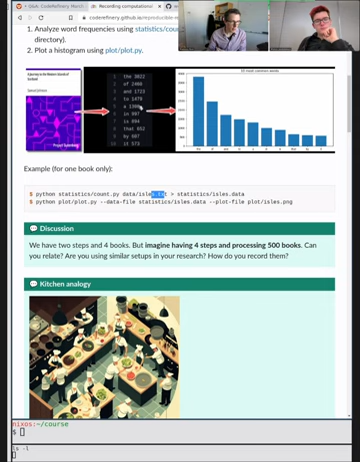 Recording computational
coderefinery.github.io/reproducible-
1. Analyze word frequencies using statistics/cou
directory).
2. Plot a histogram using plot/plot.py.
the 3822
of 2460
and 1723
to 1479
a 1308
in 997
is 894
that 652
by 607
it 573
10 most common words
Example (for one book only):
$ python statistics/count.py data/isles.txt > statistics/isles.data
$ python plot/plot.py --data-file statistics/isles.data --plot-file plot/isles.png
Discussion
We have two steps and 4 books. But imagine having 4 steps and processing 500 books. Can
you relate? Are you using similar setups in your research? How do you record them?
Kitchen analogy
nixos:~/course
$
ls -l